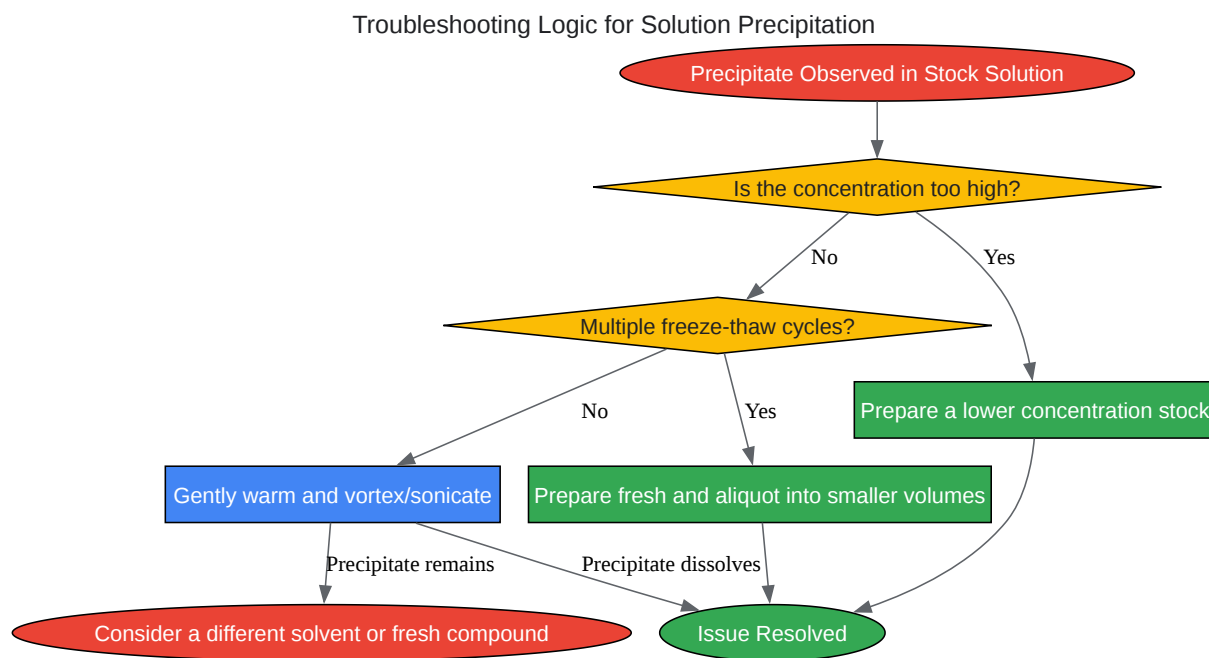 Troubleshooting Logic for Solution Precipitation
Precipitate Observed in Stock Solution
Is the concentration too high?
No
Yes
Multiple freeze-thaw cycles?
No
Yes
Prepare a lower concentration stock
Gently warm and vortex/sonicate
Prepare fresh and aliquot into smaller volumes
Precipitate remains
Precipitate dissolves
Consider a different solvent or fresh compound
Issue Resolved